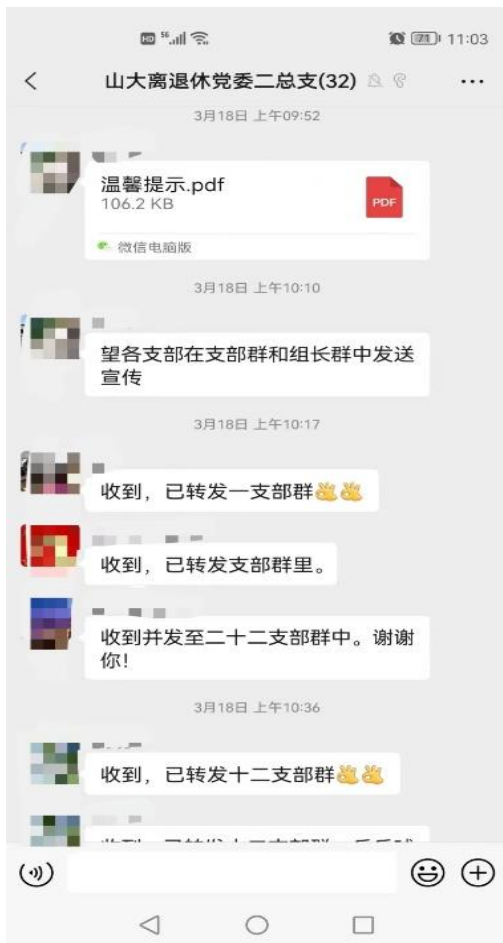 HD 5G 71 11:03
山大离退休党委二总支(32)
3月18日 上午09:52
温馨提示.pdf
106.2 KB
PDF
微信电脑版
3月18日 上午10:10
望各支部在支部群和组长群中发送
宣传
3月18日 上午10:17
收到，已转发一支部群
收到，已转发支部群里。
收到并发至二十二支部群中。谢谢
你!
3月18日 上午10:36
收到，已转发十二支部群